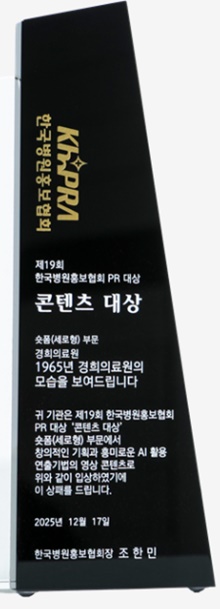 KhPRA
한국병원홍보협회
제19회
한국병원홍보협회 PR 대상
콘텐츠 대상
숏폼(세로형) 부문
경희의료원
1965년 경희의료원의
모습을 보여드립니다
귀 기관은 제19회 한국병원홍보협회
PR 대상 '콘텐츠 대상'
숏폼(세로형) 부문에서
창의적인 기획과 흥미로운 AI 활용
연출기법의 영상 콘텐츠로
위와 같이 입상하였기에
이 상패를 드립니다.
2025년 12월 17일
한국병원홍보협회장 조한민